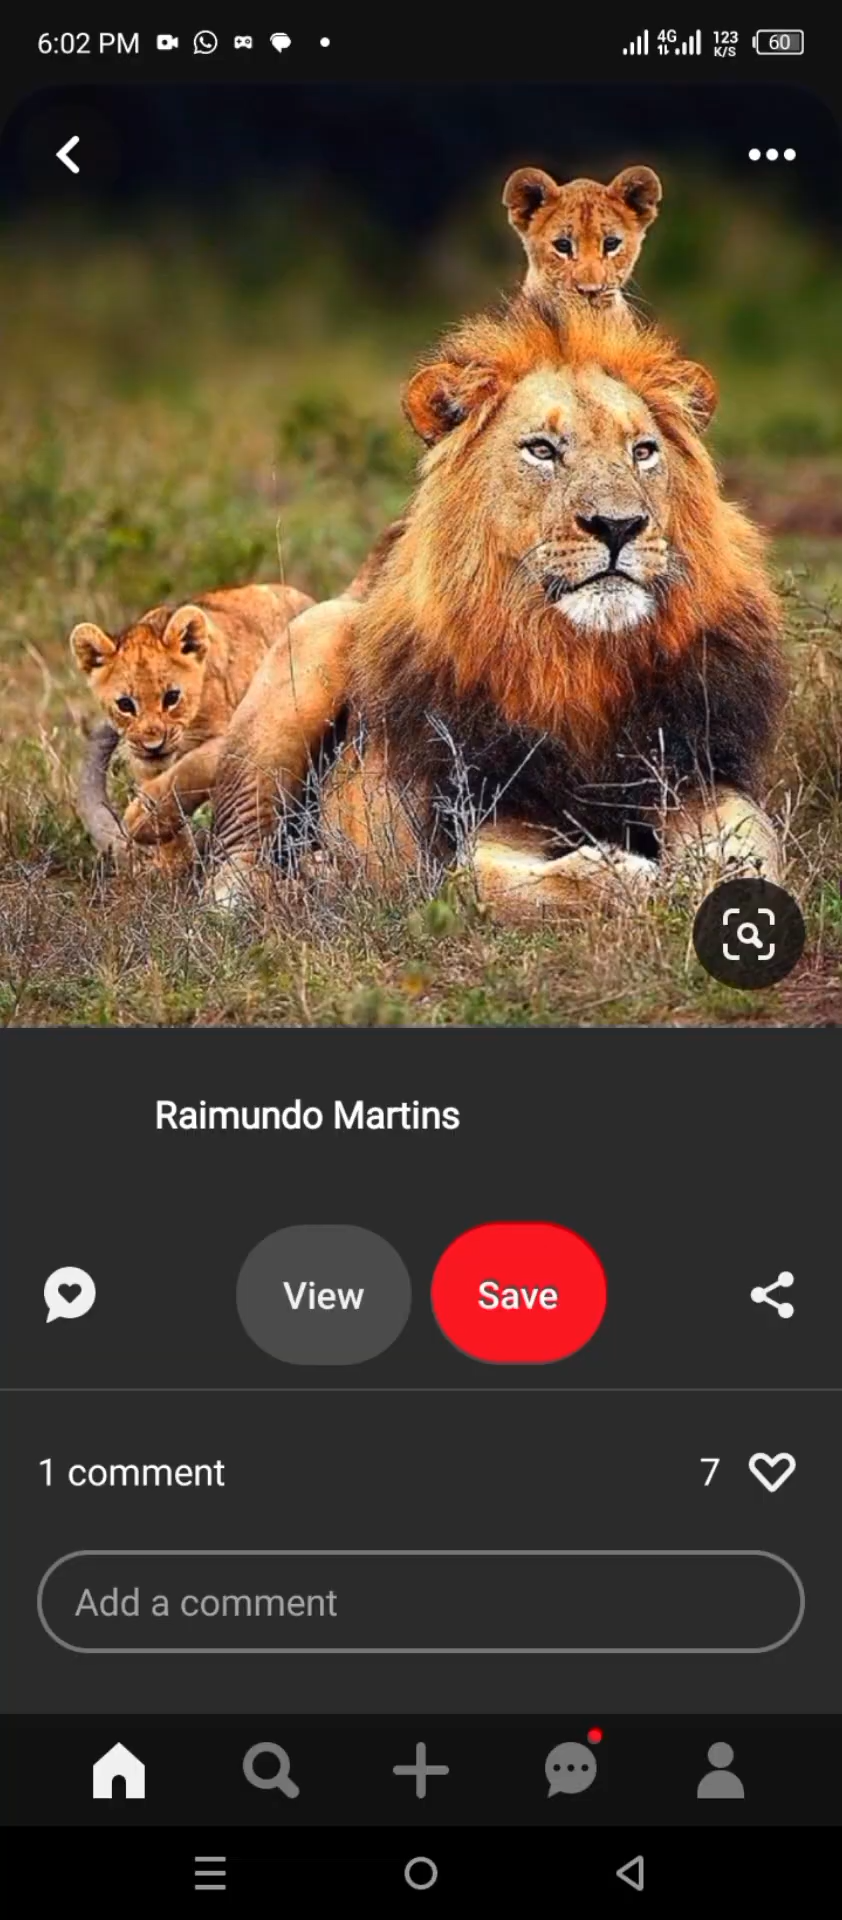 6:02 PM 4G 123 K/S 60
Raimundo Martins
View Save
1 comment 7
Add a comment